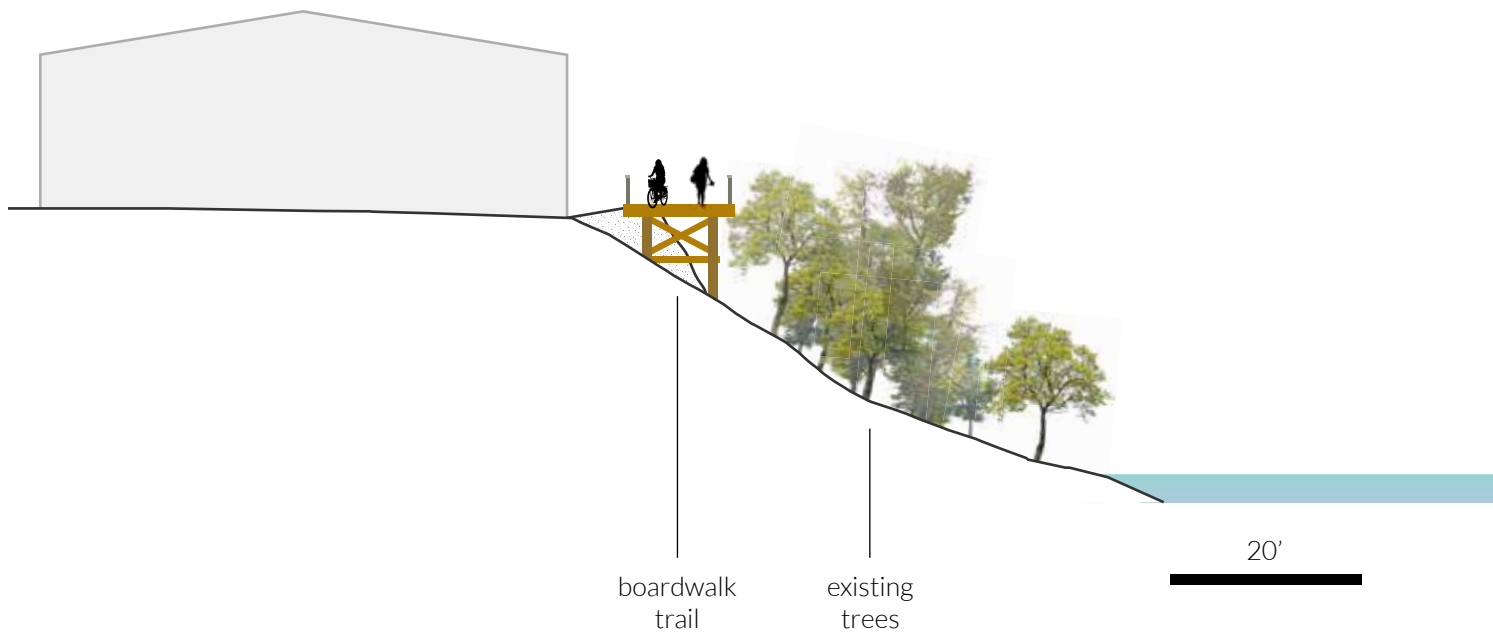 20’
boardwalk
trail
existing
trees